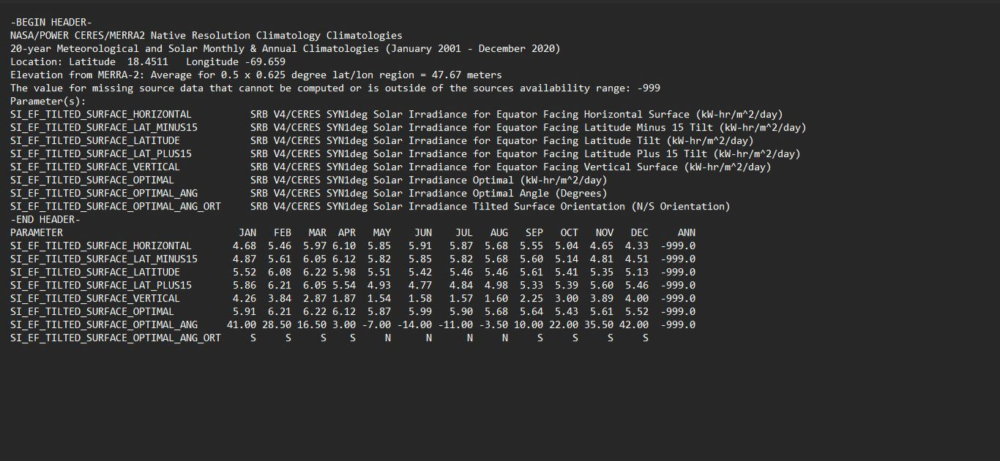 -BEGIN HEADER-
NASA/POWER CERES/MERRA2 Native Resolution Climatology Climatologies
20-year Meteorological and Solar Monthly & Annual Climatologies (January 2001 - December 2020)
Location: Latitude  18.4511   Longitude -69.659
Elevation from MERRA-2: Average for 0.5 x 0.625 degree lat/lon region = 47.67 meters
The value for missing source data that cannot be computed or is outside of the sources availability range: -999
Parameter(s):
SI_EF_TILTED_SURFACE_HORIZONTAL          SRB V4/CERES SYN1deg Solar Irradiance for Equator Facing Horizontal Surface (kW-hr/m^2/day)
SI_EF_TILTED_SURFACE_LAT_MINUS15         SRB V4/CERES SYN1deg Solar Irradiance for Equator Facing Latitude Minus 15 Tilt (kW-hr/m^2/day)
SI_EF_TILTED_SURFACE_LATITUDE            SRB V4/CERES SYN1deg Solar Irradiance for Equator Facing Latitude Tilt (kW-hr/m^2/day)
SI_EF_TILTED_SURFACE_LAT_PLUS15          SRB V4/CERES SYN1deg Solar Irradiance for Equator Facing Latitude Plus 15 Tilt (kW-hr/m^2/day)
SI_EF_TILTED_SURFACE_VERTICAL            SRB V4/CERES SYN1deg Solar Irradiance for Equator Facing Vertical Surface (kW-hr/m^2/day)
SI_EF_TILTED_SURFACE_OPTIMAL             SRB V4/CERES SYN1deg Solar Irradiance Optimal (kW-hr/m^2/day)
SI_EF_TILTED_SURFACE_OPTIMAL_ANG         SRB V4/CERES SYN1deg Solar Irradiance Optimal Angle (Degrees)
SI_EF_TILTED_SURFACE_OPTIMAL_ANG_ORT     SRB V4/CERES SYN1deg Solar Irradiance Tilted Surface Orientation (N/S Orientation)
-END HEADER-
PARAMETER                              JAN   FEB   MAR  APR   MAY    JUN    JUL   AUG   SEP   OCT   NOV   DEC     ANN
SI_EF_TILTED_SURFACE_HORIZONTAL       4.68  5.46  5.97 6.10  5.85   5.91   5.87  5.68  5.55  5.04  4.65  4.33  -999.0
SI_EF_TILTED_SURFACE_LAT_MINUS15      4.87  5.61  6.05 6.12  5.82   5.85   5.82  5.68  5.60  5.14  4.81  4.51  -999.0
SI_EF_TILTED_SURFACE_LATITUDE         5.52  6.08  6.22 5.98  5.51   5.42   5.46  5.46  5.61  5.41  5.35  5.13  -999.0
SI_EF_TILTED_SURFACE_LAT_PLUS15       5.86  6.21  6.05 5.54  4.93   4.77   4.84  4.98  5.33  5.39  5.60  5.46  -999.0
SI_EF_TILTED_SURFACE_VERTICAL         4.26  3.84  2.87 1.87  1.54   1.58   1.57  1.60  2.25  3.00  3.89  4.00  -999.0
SI_EF_TILTED_SURFACE_OPTIMAL          5.91  6.21  6.22 6.12  5.87   5.99   5.90  5.68  5.64  5.43  5.61  5.52  -999.0
SI_EF_TILTED_SURFACE_OPTIMAL_ANG     41.00 28.50 16.50 3.00 -7.00 -14.00 -11.00 -3.50 10.00 22.00 35.50 42.00  -999.0
SI_EF_TILTED_SURFACE_OPTIMAL_ANG_ORT     S     S     S    S     N      N      N     N     S     S     S     S